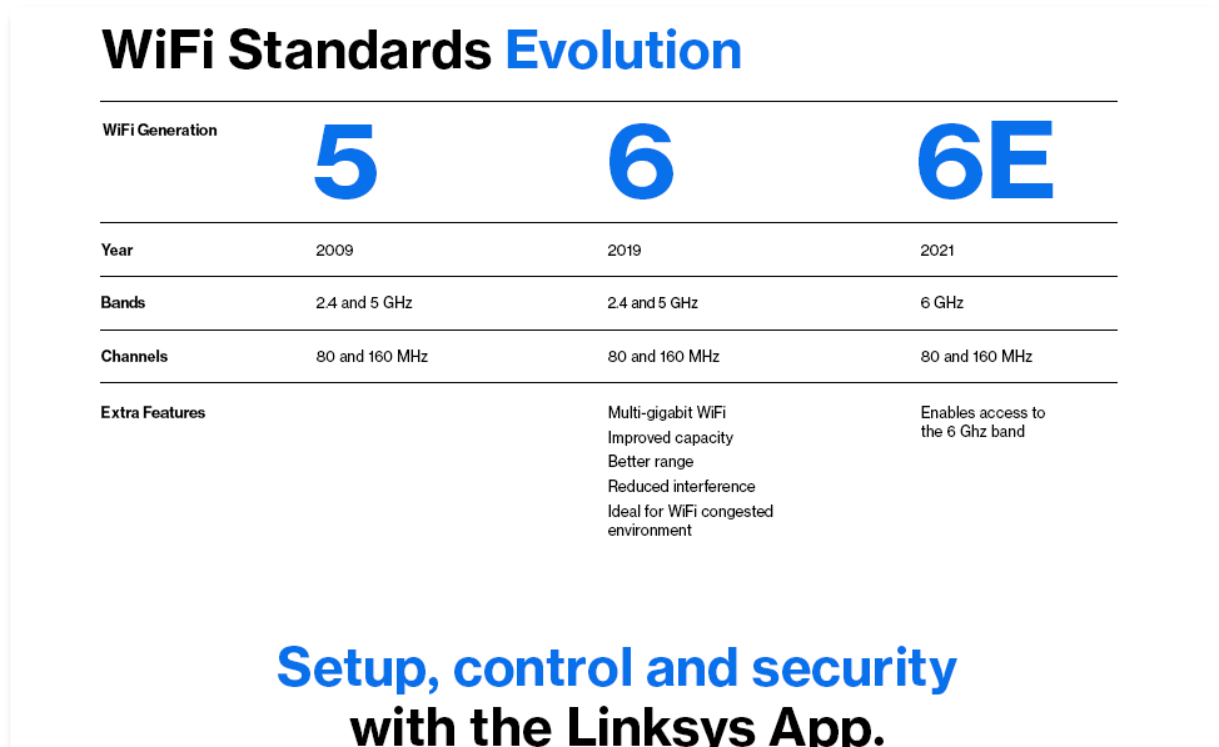 WiFi Standards Evolution
WiFi Generation 5 6 6E
Year 2009 2019 2021
Bands 2.4 and 5 GHz 2.4 and 5 GHz 6 GHz
Channels 80 and 160 MHz 80 and 160 MHz 80 and 160 MHz
Extra Features Multi-gigabit WiFi Enables access to
the 6 Ghz band
Improved capacity
Better range
Reduced interference
Ideal for WiFi congested
environment
Setup, control and security
with the Linksys App.